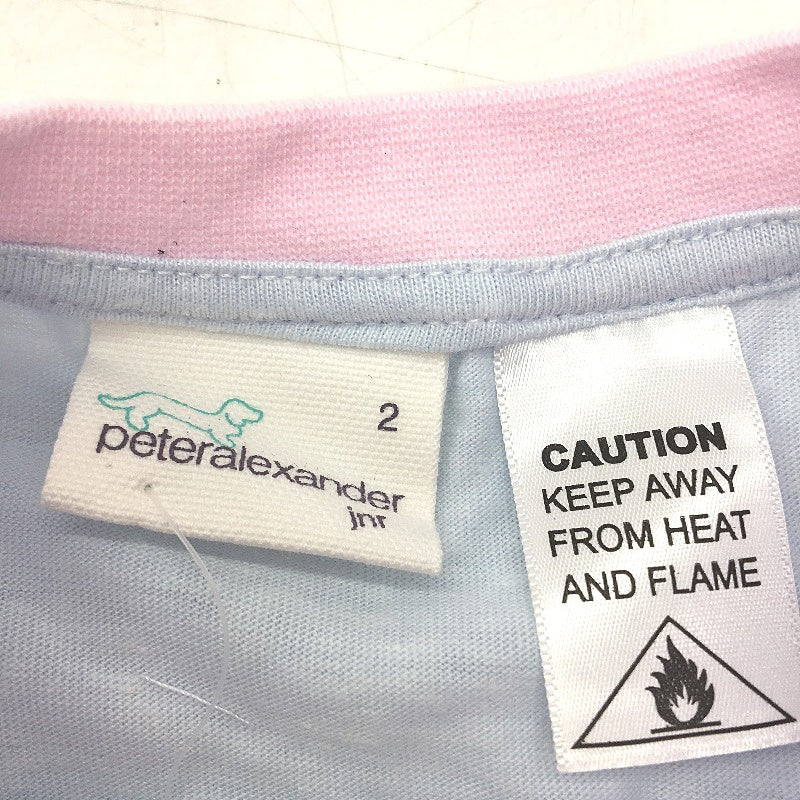 2
peteralexander
jnr
CAUTION
KEEP AWAY
FROM HEAT
AND FLAME